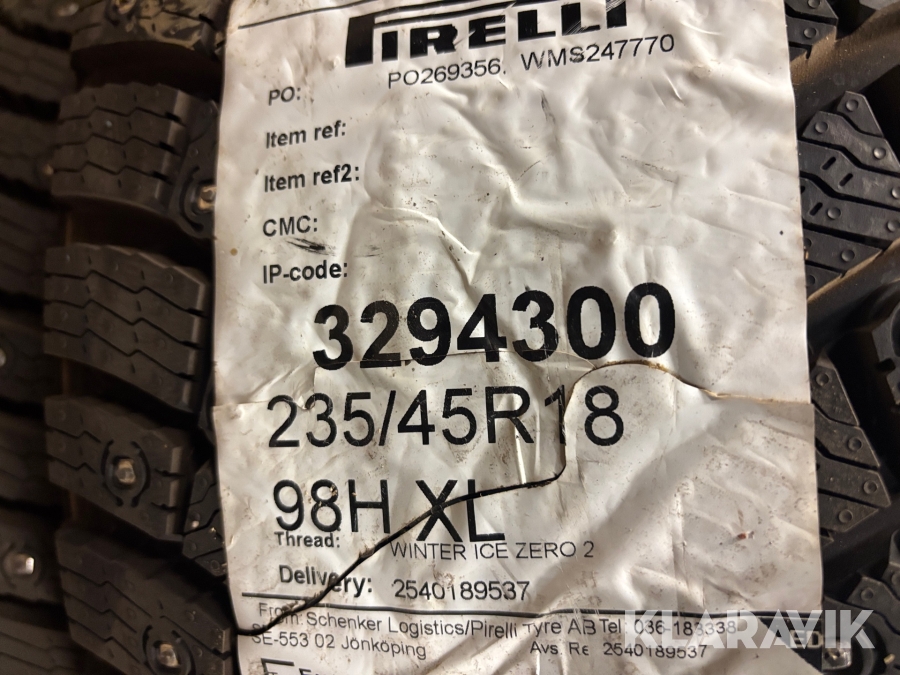 PIRELLI
PO: PO269356, WMS247770
Item ref:
Item ref2:
CMC:
IP-code:
3294300
235/45R18
98H XL
Thread: WINTER ICE ZERO 2
Delivery: 2540189537
From: Schenker Logistics/Pirelli Tyre AB Tel: 036-183338
SE-553 02 Jönköping Avs. Re 2540189537
KLARAVIK